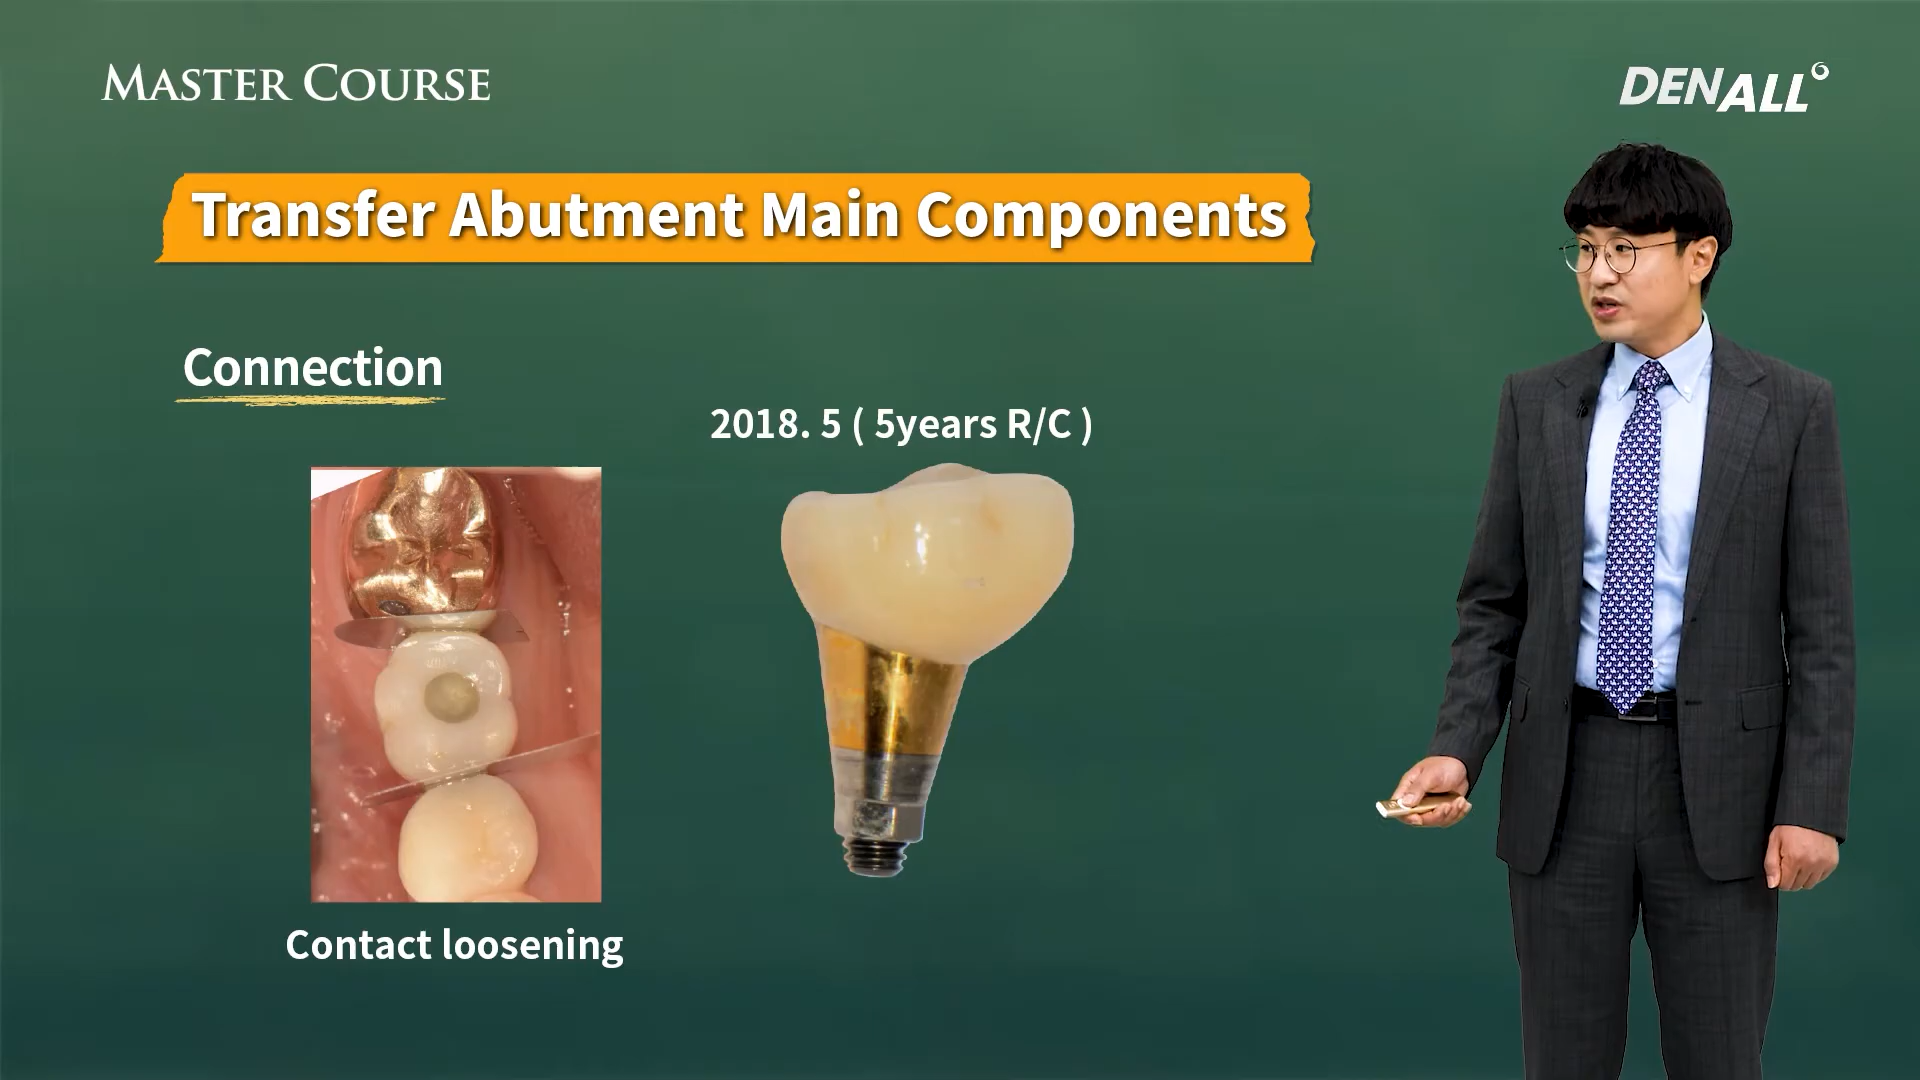 MASTER COURSE
DENALL
Transfer Abutment Main Components
Connection
2018. 5 ( 5years R/C )
Contact loosening